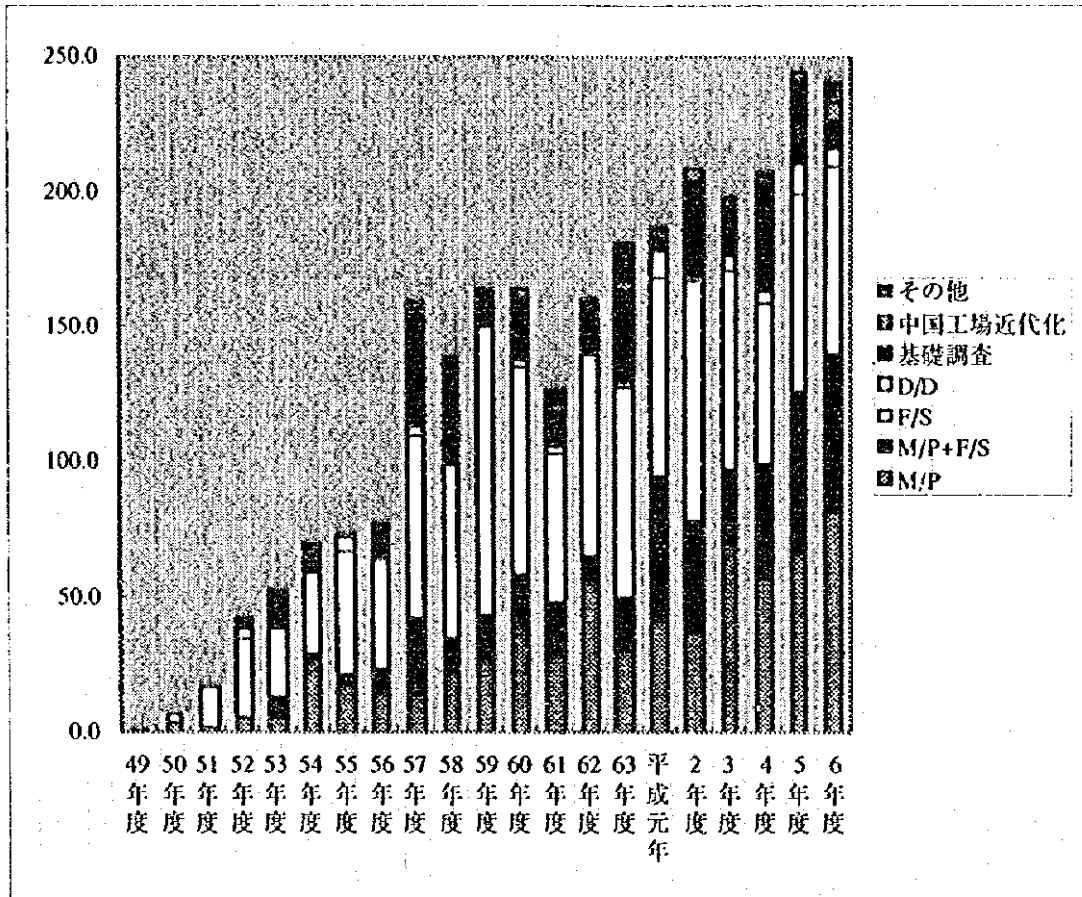 250.0
200.0
150.0
100.0
50.0
0.0
49年度
50年度
51年度
52年度
53年度
54年度
55年度
56年度
57年度
58年度
59年度
60年度
61年度
62年度
63年度
平成元年
2年度
3年度
4年度
5年度
6年度
その他
中国工場近代化
基礎調査
D/D
F/S
M/P+F/S
M/P